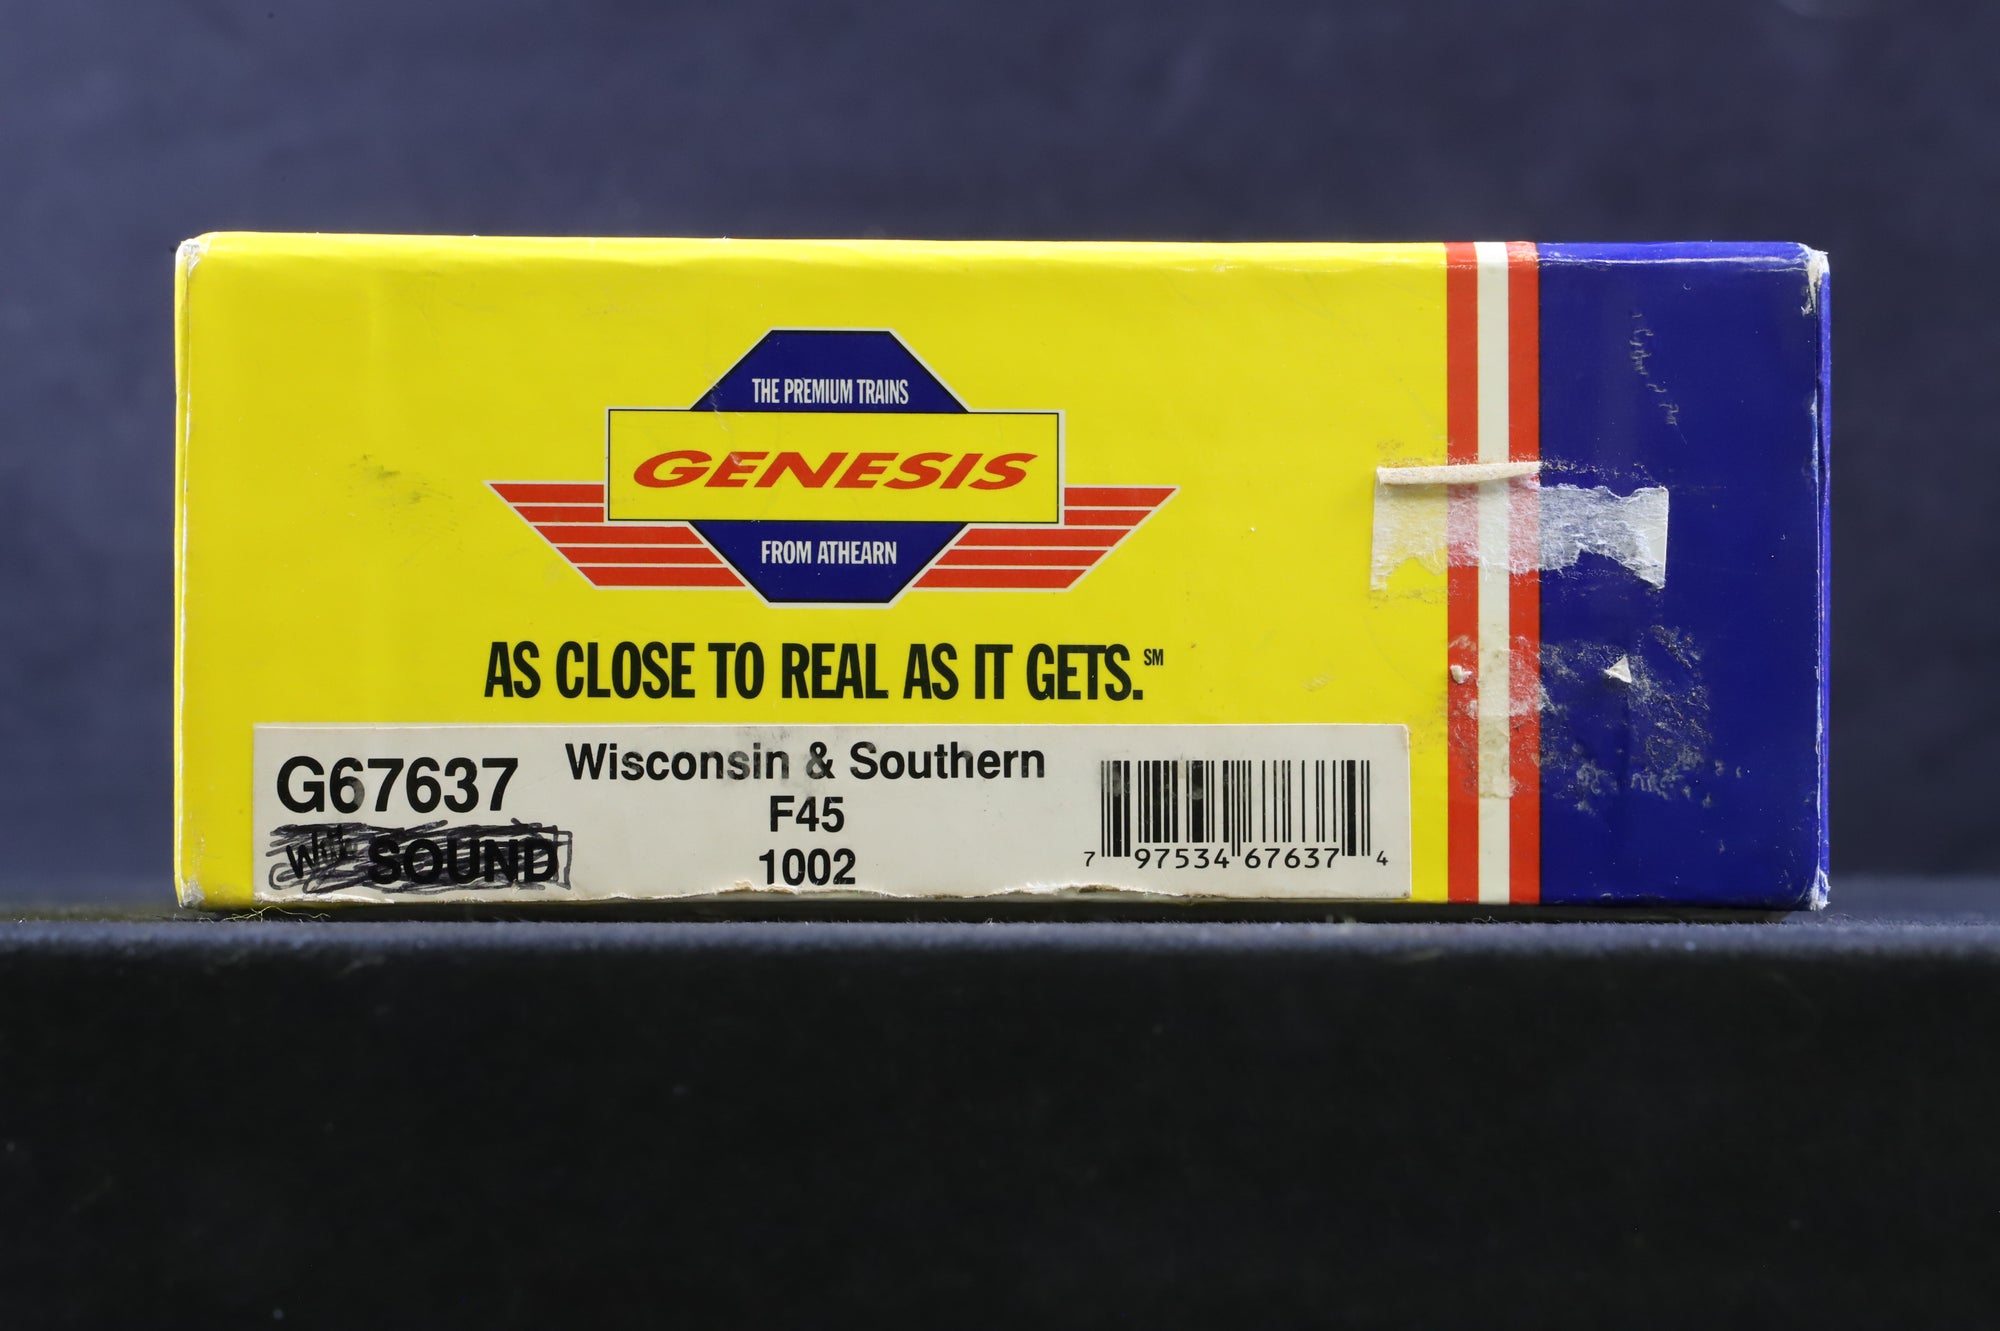 THE PREMIUM TRAINS
GENESIS
FROM ATHEARN
AS CLOSE TO REAL AS IT GETS.℠
G67637
With SOUND
Wisconsin & Southern
F45
1002
7 97534 67637 4